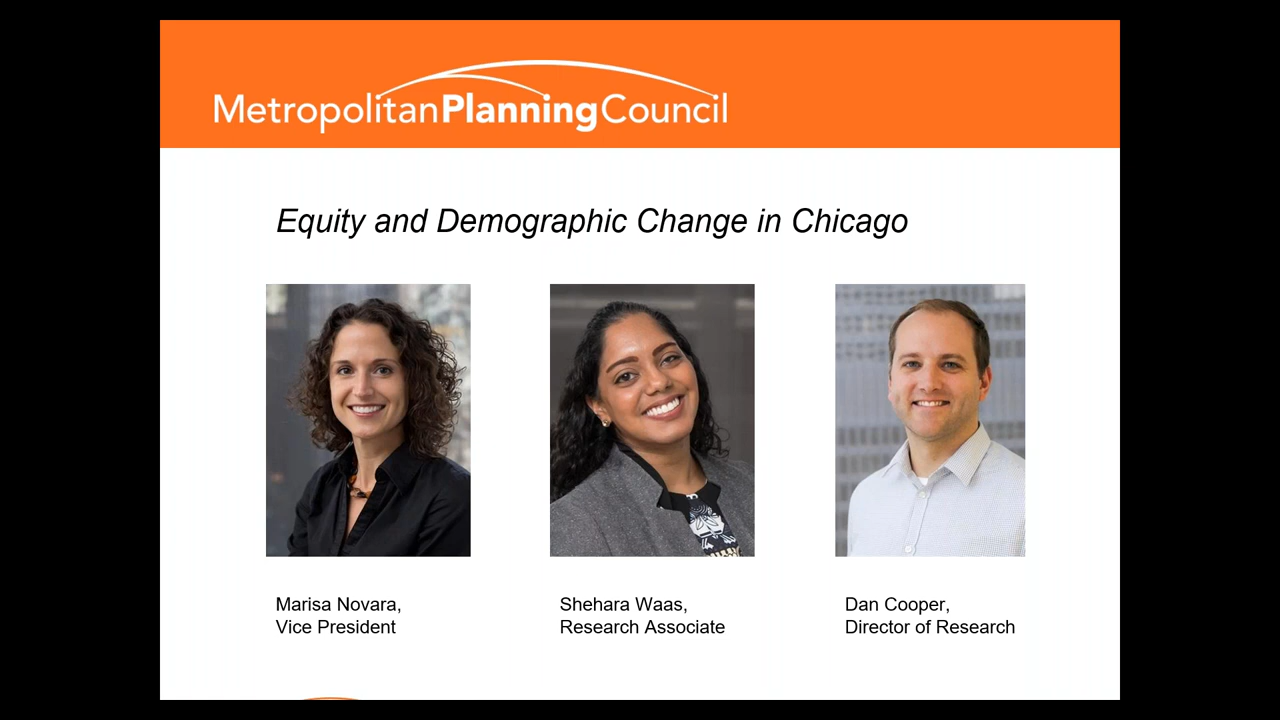 MetropolitanPlanningCouncil
Equity and Demographic Change in Chicago
Marisa Novara,
Vice President
Shehara Waas,
Research Associate
Dan Cooper,
Director of Research